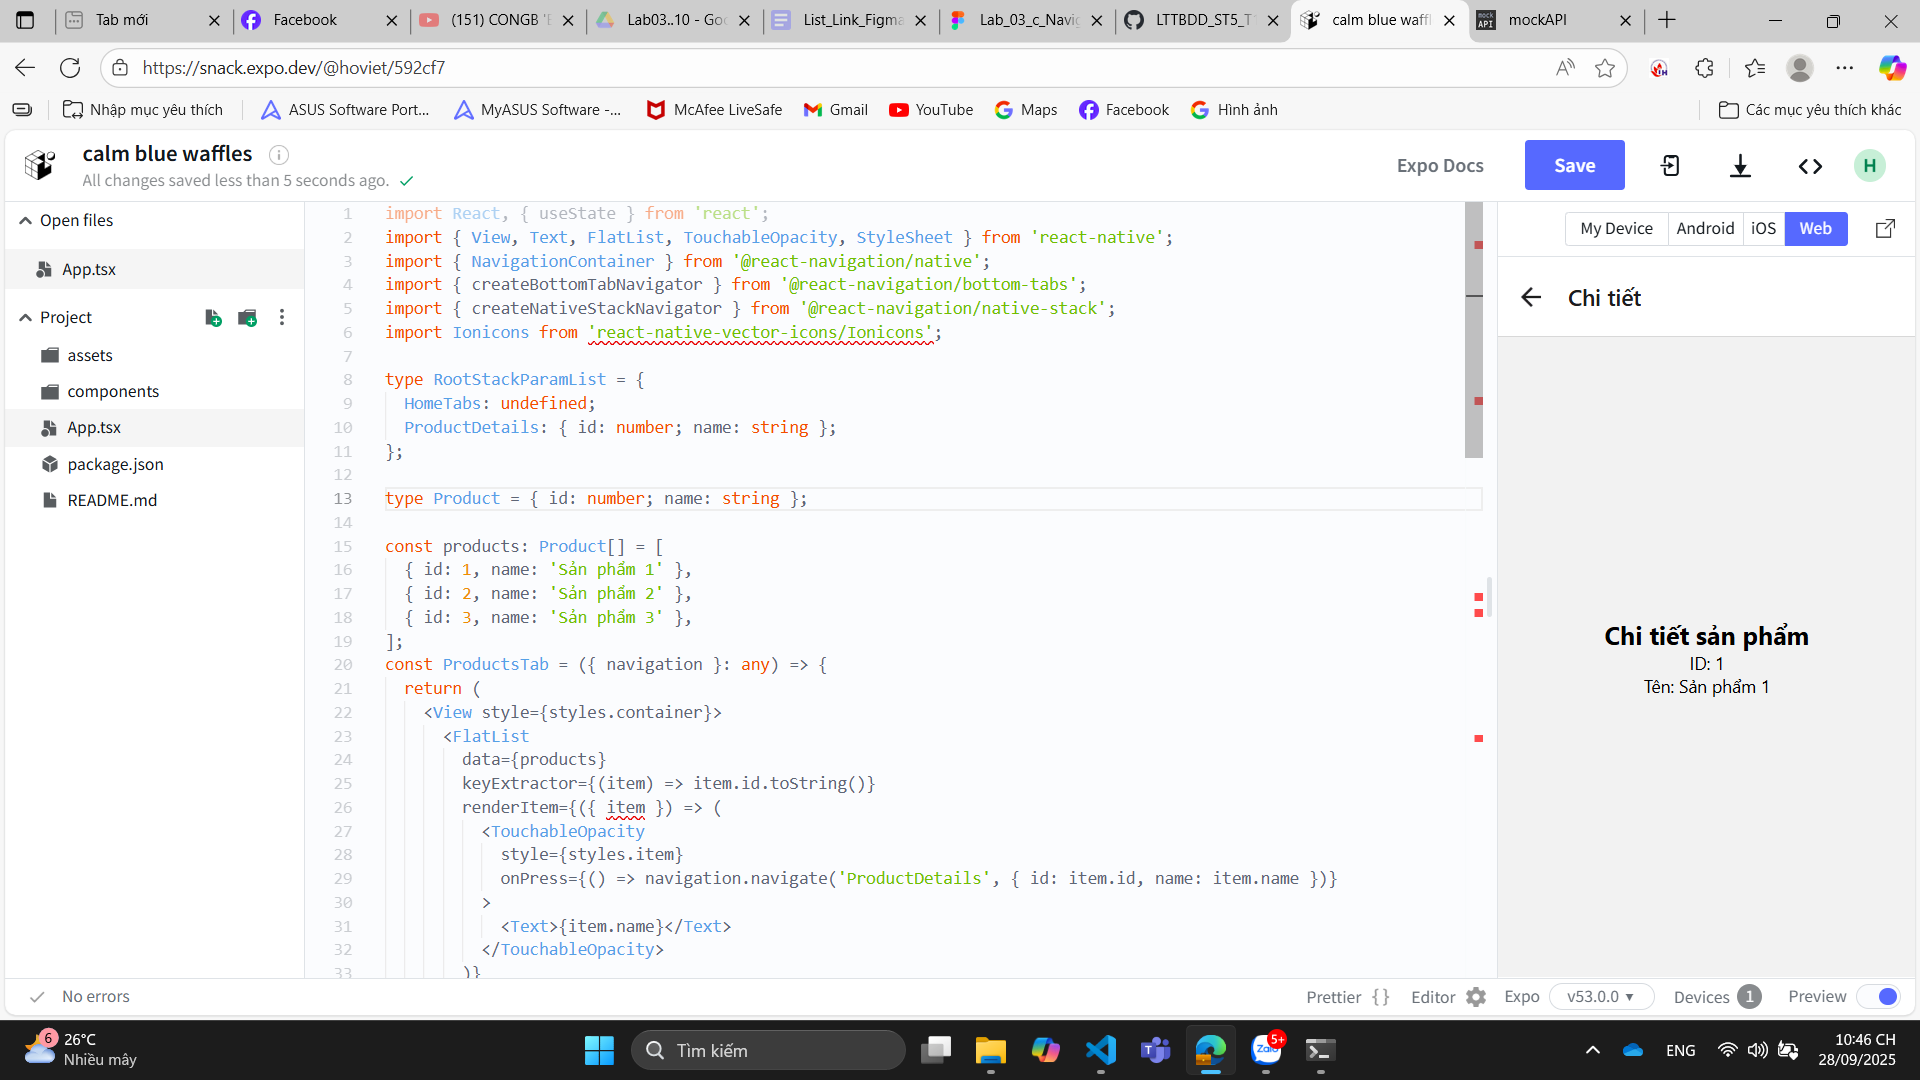 Tab mới
Facebook
(151) CONGB 'B
Lab03..10 - Goo
List_Link_Figma
Lab_03_c_Navig
LTTBDD_ST5_T
calm blue waffl
mockAPI
https://snack.expo.dev/@hoviet/592cf7
Nhập mục yêu thích
ASUS Software Port...
MyASUS Software -...
McAfee LiveSafe
Gmail
YouTube
Maps
Facebook
Hình ảnh
Các mục yêu thích khác
calm blue waffles
All changes saved less than 5 seconds ago.
Expo Docs
Save
H
Open files
App.tsx
Project
assets
components
App.tsx
package.json
README.md
1 import React, { useState } from 'react';
2 import { View, Text, FlatList, TouchableOpacity, StyleSheet } from 'react-native';
3 import { NavigationContainer } from '@react-navigation/native';
4 import { createBottomTabNavigator } from '@react-navigation/bottom-tabs';
5 import { createNativeStackNavigator } from '@react-navigation/native-stack';
6 import Ionicons from 'react-native-vector-icons/Ionicons';
7
8 type RootStackParamList = {
9 HomeTabs: undefined;
10 ProductDetails: { id: number; name: string };
11 };
12
13 type Product = { id: number; name: string };
14
15 const products: Product[] = [
16 { id: 1, name: 'Sản phẩm 1' },
17 { id: 2, name: 'Sản phẩm 2' },
18 { id: 3, name: 'Sản phẩm 3' },
19 ];
20 const ProductsTab = ({ navigation }: any) => {
21 return (
22 <View style={styles.container}>
23 <FlatList
24 data={products}
25 keyExtractor={(item) => item.id.toString()}
26 renderItem={({ item }) => (
27 <TouchableOpacity
28 style={styles.item}
29 onPress={() => navigation.navigate('ProductDetails', { id: item.id, name: item.name })}
30 >
31 <Text>{item.name}</Text>
32 </TouchableOpacity>
33 )}
My Device
Android
iOS
Web
Chi tiết
Chi tiết sản phẩm
ID: 1
Tên: Sản phẩm 1
No errors
Prettier {}
Editor
Expo
v53.0.0
Devices 1
Preview
6
26°C
Nhiều mây
Tìm kiếm
Zalo
5+
ENG
10:46 CH
28/09/2025